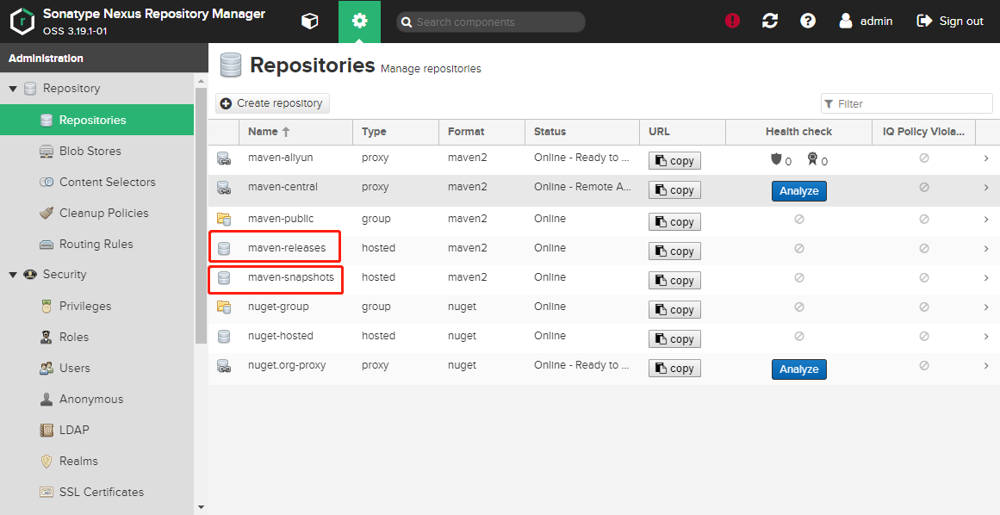 Sonatype Nexus Repository Manager
OSS 3.19.1-01
Search components
admin
Sign out
Administration
Repository
Repositories
Blob Stores
Content Selectors
Cleanup Policies
Routing Rules
Security
Privileges
Roles
Users
Anonymous
LDAP
Realms
SSL Certificates
Repositories Manage repositories
Create repository
Filter
Name Type Format Status URL Health check IQ Policy Viola...
maven-aliyun proxy maven2 Online - Ready to ... copy 0 0
maven-central proxy maven2 Online - Remote A... copy Analyze
maven-public group maven2 Online copy
maven-releases hosted maven2 Online copy
maven-snapshots hosted maven2 Online copy
nuget-group group nuget Online copy
nuget-hosted hosted nuget Online copy
nuget.org-proxy proxy nuget Online - Ready to ... copy Analyze